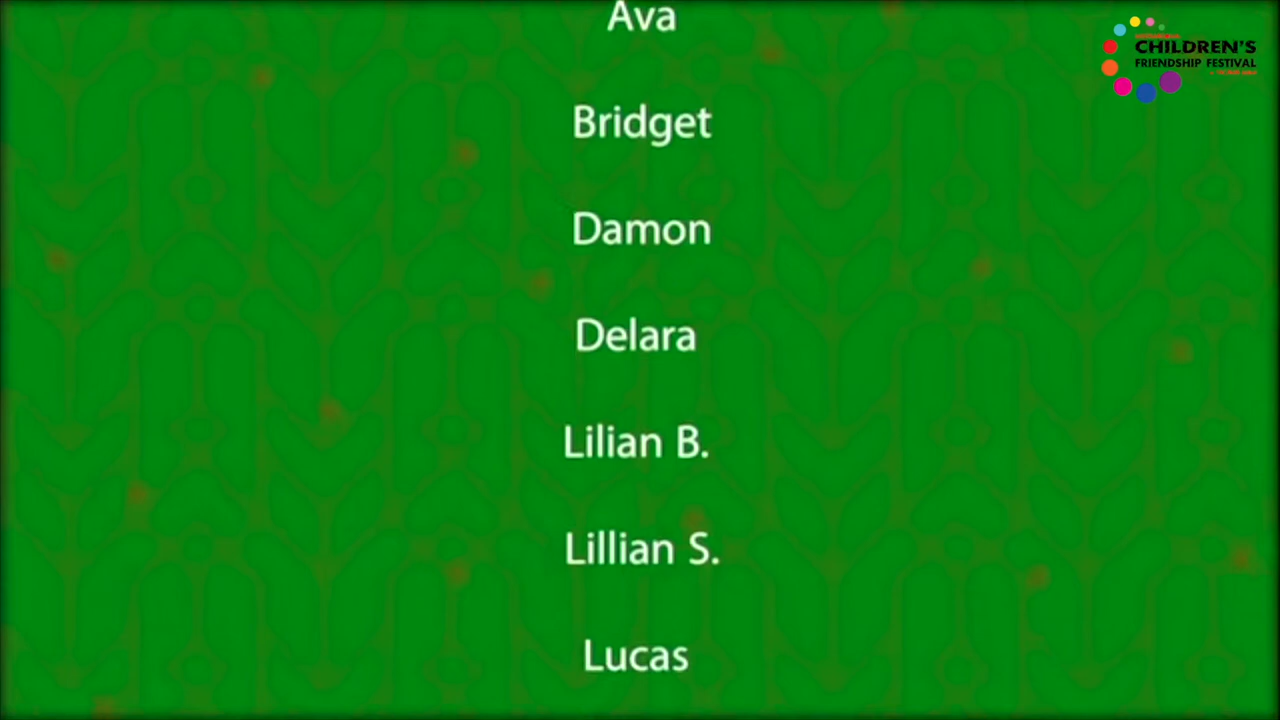 Ava
CHILDREN'S
FRIENDSHIP FESTIVAL
Bridget
Damon
Delara
Lilian B.
Lillian S.
Lucas